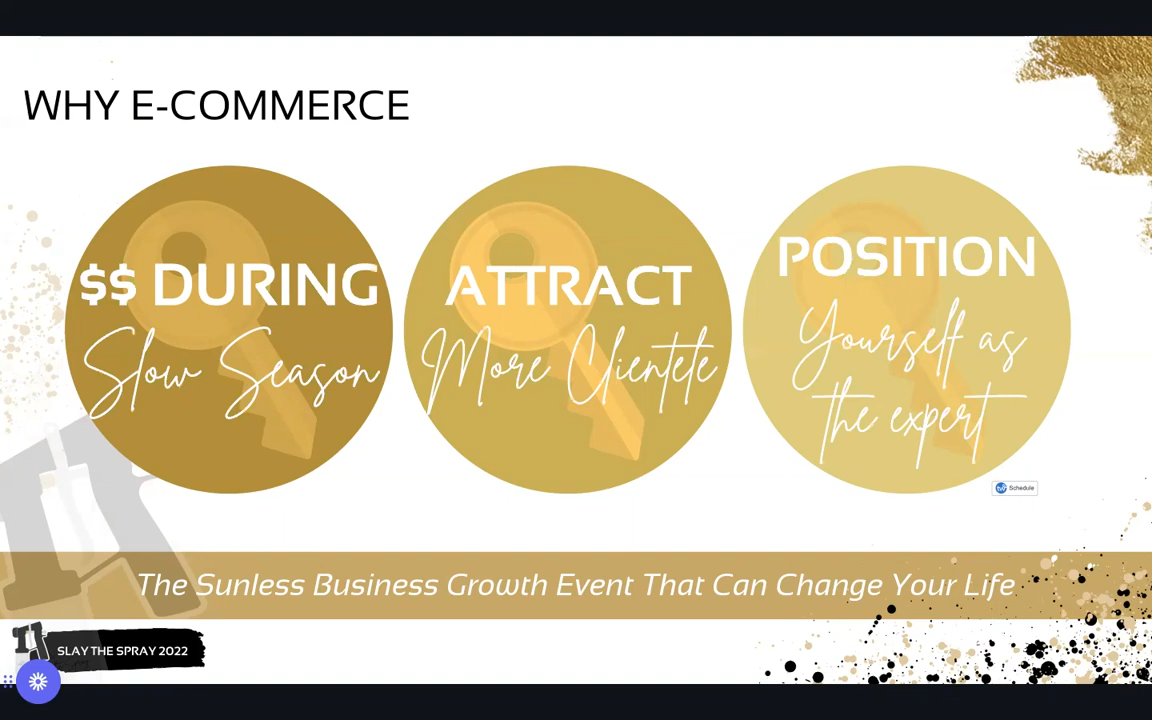 WHY E-COMMERCE
$$ DURING
Slow Season
ATTRACT
More Clientele
POSITION
Yourself as
the expert
Schedule
The Sunless Business Growth Event That Can Change Your Life
SLAY THE SPRAY 2022